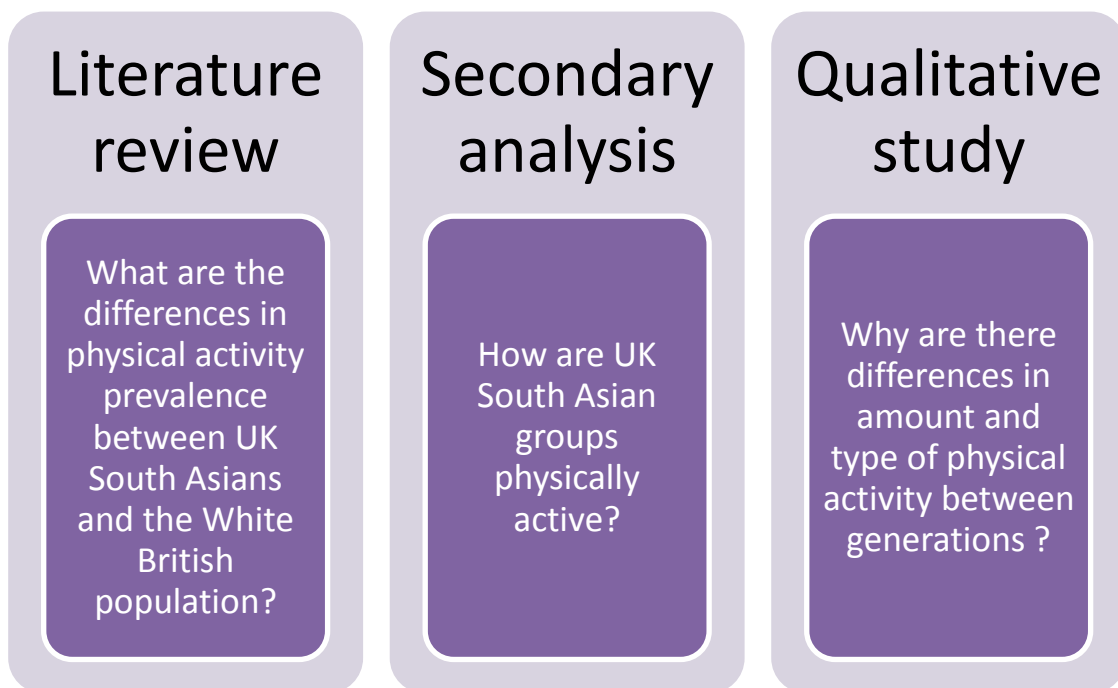 Literature
review
What are the
differences in
physical activity
prevalence
between UK
South Asians
and the White
British
population?
Secondary
analysis
How are UK
South Asian
groups
physically
active?
Qualitative
study
Why are there
differences in
amount and
type of physical
activity between
generations ?